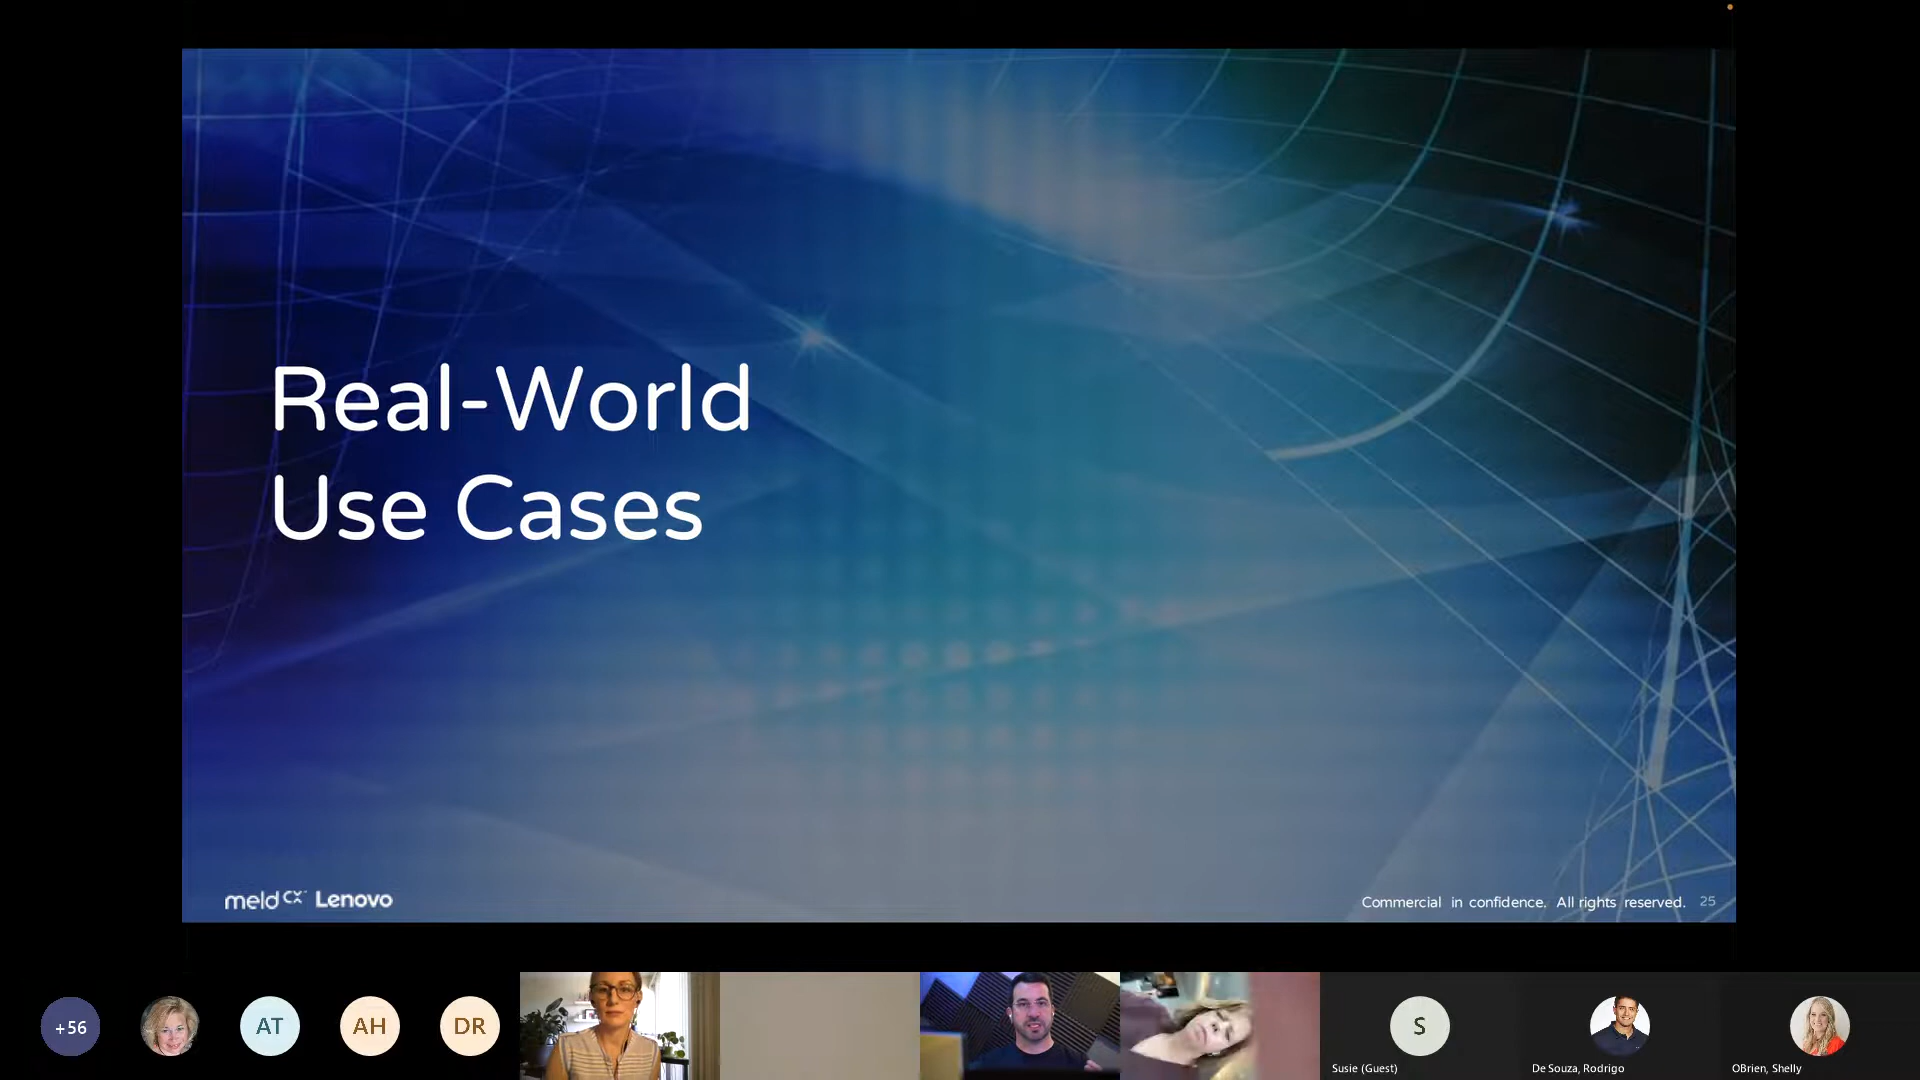 Real-World
Use Cases
meld CX Lenovo
Commercial in confidence. All rights reserved. 25
+56
AT
AH
DR
S
Susie (Guest)
De Souza, Rodrigo
OBrien, Shelly